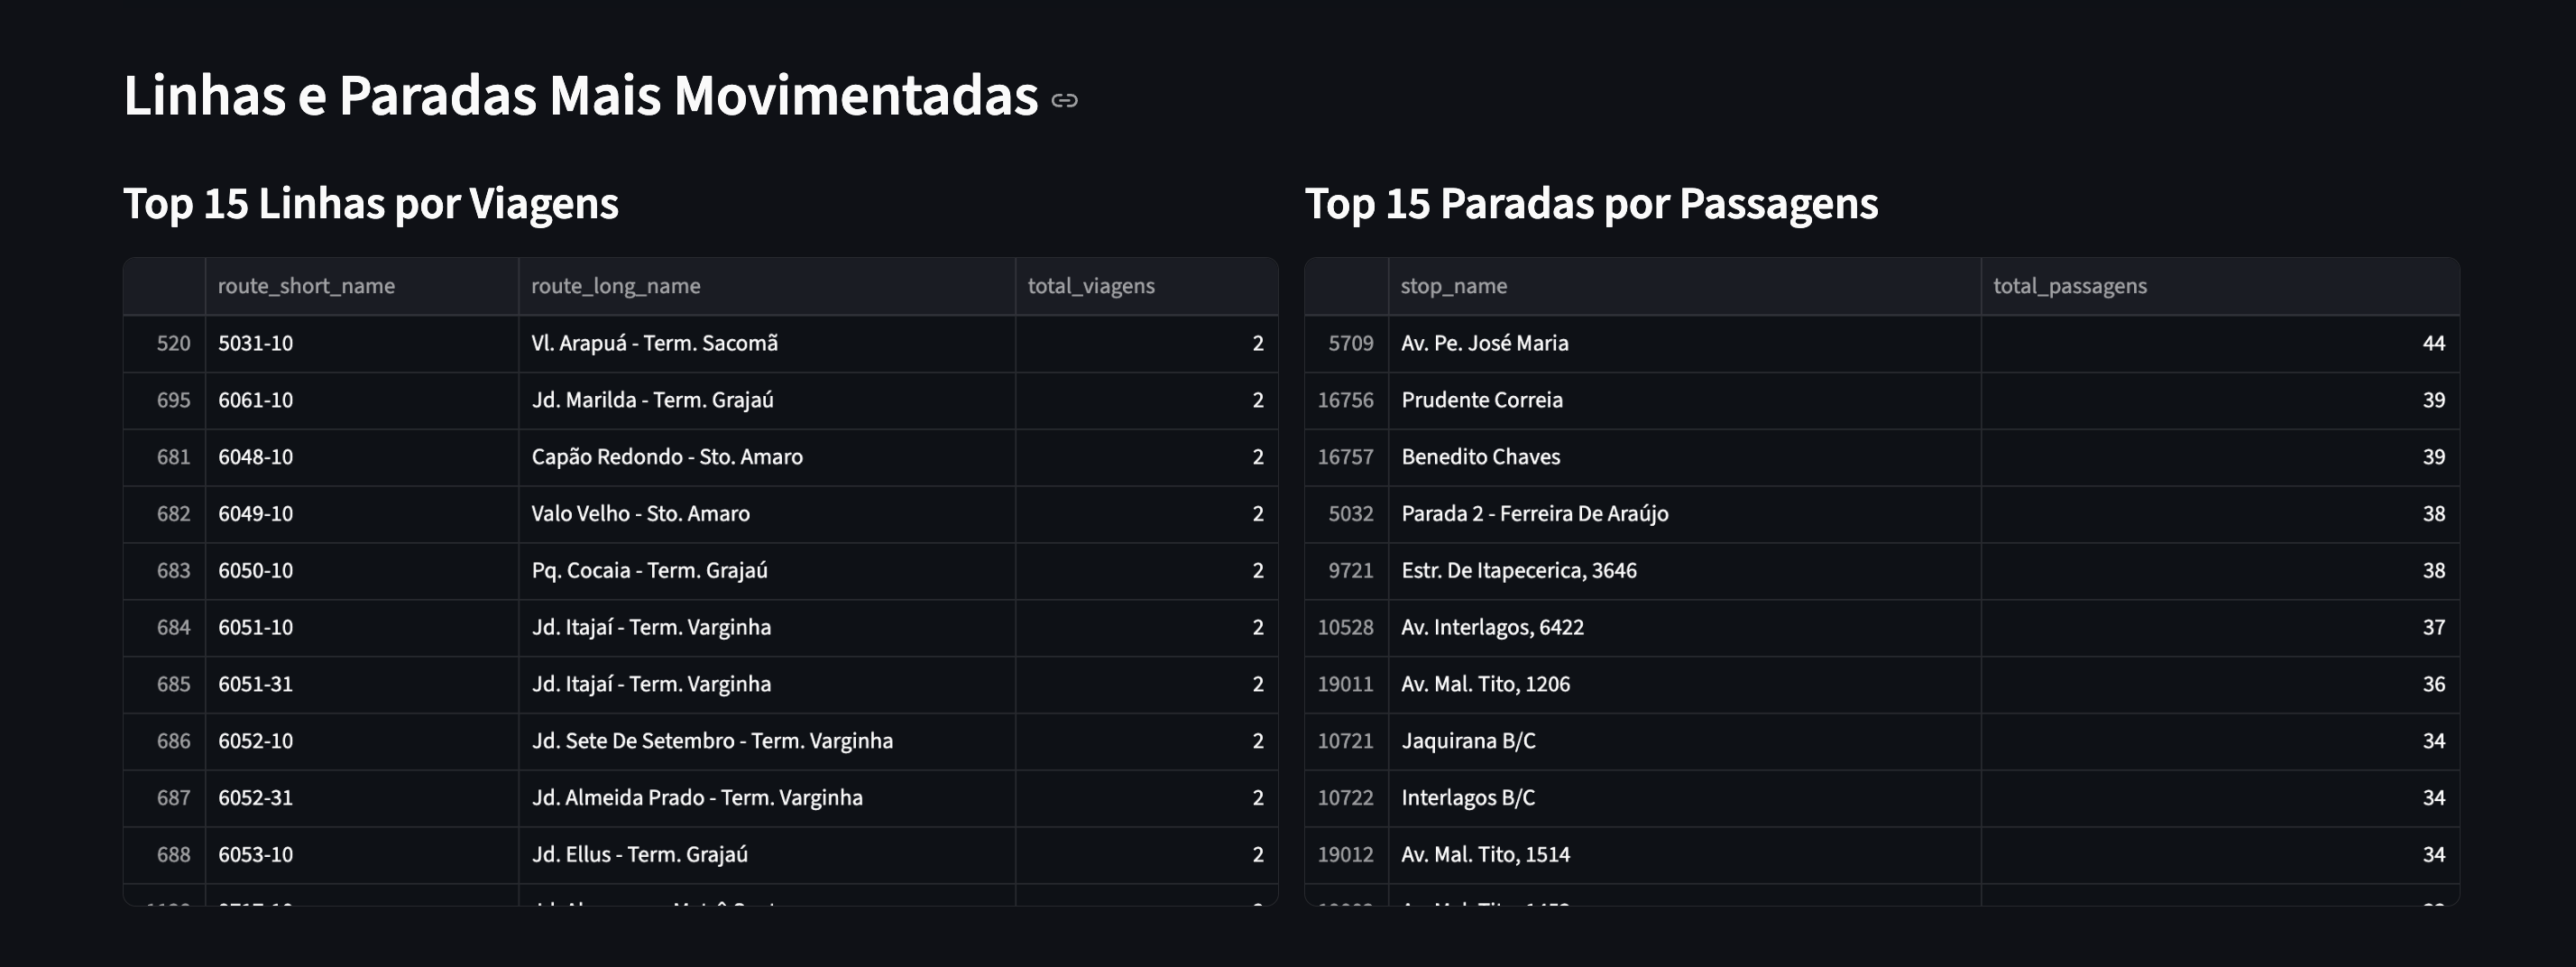 Linhas e Paradas Mais Movimentadas
Top 15 Linhas por Viagens
route_short_name route_long_name total_viagens
520 5031-10 Vl. Arapuá - Term. Sacomã 2
695 6061-10 Jd. Marilda - Term. Grajaú 2
681 6048-10 Capão Redondo - Sto. Amaro 2
682 6049-10 Valo Velho - Sto. Amaro 2
683 6050-10 Pq. Cocaia - Term. Grajaú 2
684 6051-10 Jd. Itajaí - Term. Varginha 2
685 6051-31 Jd. Itajaí - Term. Varginha 2
686 6052-10 Jd. Sete De Setembro - Term. Varginha 2
687 6052-31 Jd. Almeida Prado - Term. Varginha 2
688 6053-10 Jd. Ellus - Term. Grajaú 2
Top 15 Paradas por Passagens
stop_name total_passagens
5709 Av. Pe. José Maria 44
16756 Prudente Correia 39
16757 Benedito Chaves 39
5032 Parada 2 - Ferreira De Araújo 38
9721 Estr. De Itapecerica, 3646 38
10528 Av. Interlagos, 6422 37
19011 Av. Mal. Tito, 1206 36
10721 Jaquirana B/C 34
10722 Interlagos B/C 34
19012 Av. Mal. Tito, 1514 34